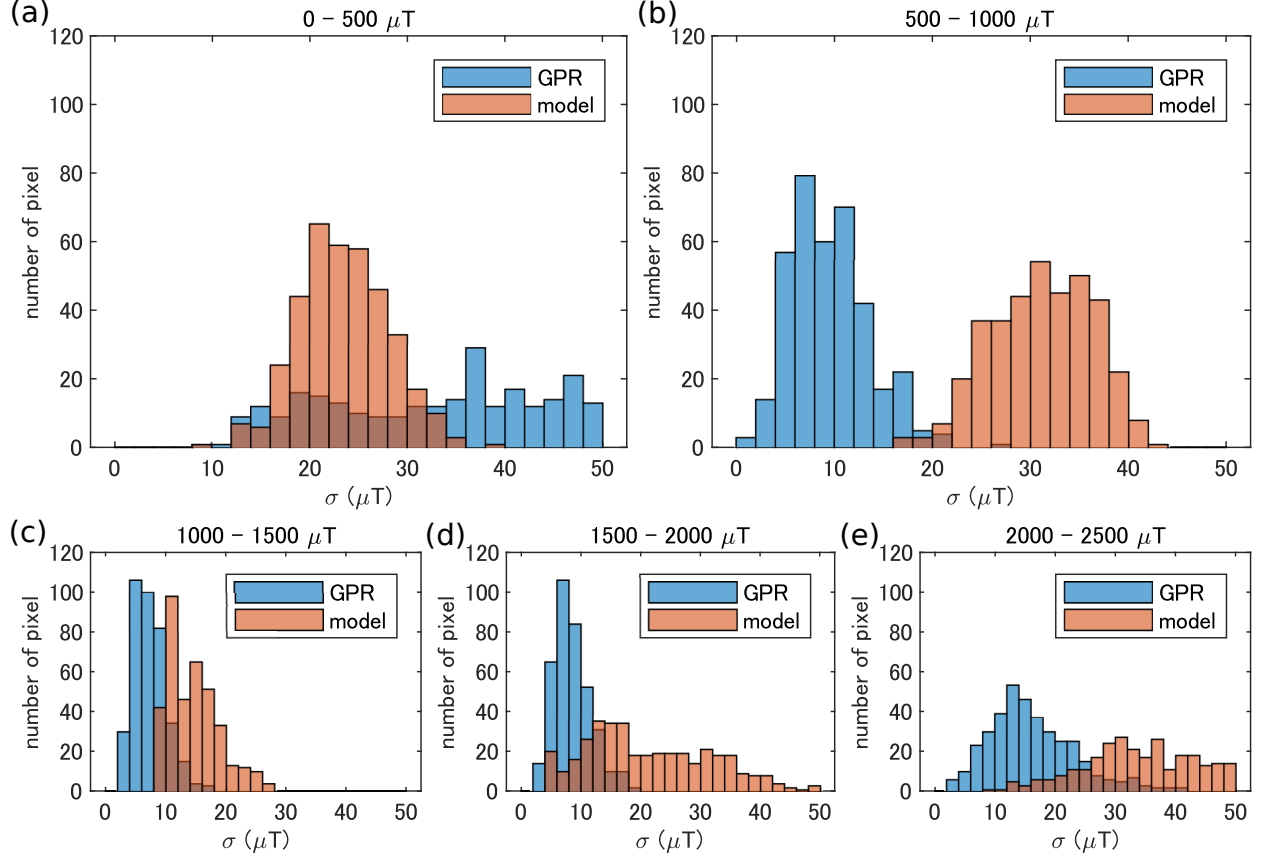 (a)
0 − 500 μT
120
100
80
60
40
20
0
number of pixel
GPR
model
0 10 20 30 40 50
σ (μT)
(b)
500 − 1000 μT
120
100
80
60
40
20
0
number of pixel
GPR
model
0 10 20 30 40 50
σ (μT)
(c)
1000 − 1500 μT
120
100
80
60
40
20
0
number of pixel
GPR
model
0 10 20 30 40 50
σ (μT)
(d)
1500 − 2000 μT
120
100
80
60
40
20
0
number of pixel
GPR
model
0 10 20 30 40 50
σ (μT)
(e)
2000 − 2500 μT
120
100
80
60
40
20
0
number of pixel
GPR
model
0 10 20 30 40 50
σ (μT)